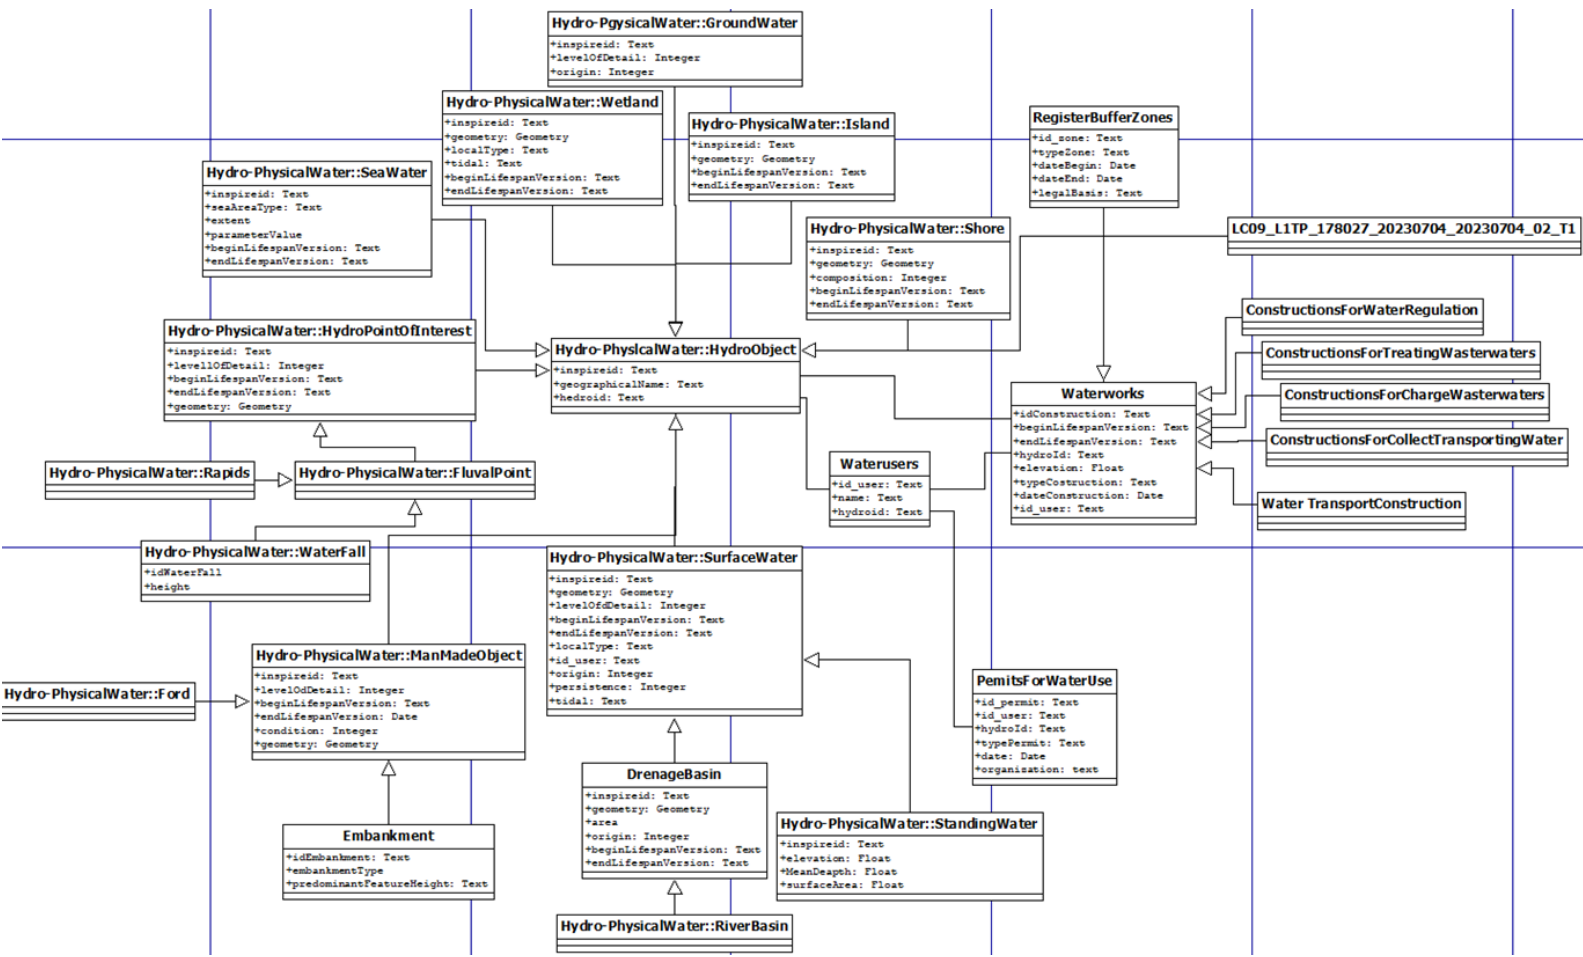 Hydro-PgysicalWater::GroundWater
+inspireid: Text
+levelOfDetail: Integer
+origin: Integer
Hydro-PhysicalWater::Wetland
+inspireid: Text
+geometry: Geometry
+localType: Text
+tidal: Text
+beginLifespanVersion: Text
+endLifespanVersion: Text
Hydro-PhysicalWater::Island
+inspireid: Text
+geometry: Geometry
+beginLifespanVersion: Text
+endLifespanVersion: Text
RegisterBufferZones
+id_zone: Text
+typeZone: Text
+dateBegin: Date
+dateEnd: Date
+legalBasis: Text
Hydro-PhysicalWater::SeaWater
+inspireid: Text
+seaAreaType: Text
+extent
+parameterValue
+beginLifespanVersion: Text
+endLifespanVersion: Text
Hydro-PhysicalWater::Shore
+inspireid: Text
+geometry: Geometry
+composition: Integer
+beginLifespanVersion: Text
+endLifespanVersion: Text
LC09_L1TP_178027_20230704_20230704_02_T1
Hydro-PhysicalWater::HydroPointOfInterest
+inspireid: Text
+levellOfDetail: Integer
+beginLifespanVersion: Text
+endLifespanVersion: Text
+geometry: Geometry
Hydro-PhyslcalWater::HydroObject
+inspireid: Text
+geographicalName: Text
+hedroid: Text
ConstructionsForWaterRegulation
ConstructionsForTreatingWasterwaters
ConstructionsForChargeWasterwaters
ConstructionsForCollectTransportingWater
Water TransportConstruction
Waterworks
+idConstruction: Text
+beginLifespanVersion: Text
+endLifespanVersion: Text
+hydroId: Text
+elevation: Float
+typeCostruction: Text
+dateConstruction: Date
+id_user: Text
Waterusers
+id_user: Text
+name: Text
+hydroid: Text
Hydro-PhysicalWater::Rapids
Hydro-PhysicalWater::FluvalPoint
Hydro-PhysicalWater::WaterFall
+idWaterFall
+height
Hydro-PhysicalWater::SurfaceWater
+inspireid: Text
+geometry: Geometry
+levelOfdDetail: Integer
+beginLifespanVersion: Text
+endLifespanVersion: Text
+localType: Text
+id_user: Text
+origin: Integer
+persistence: Integer
+tidal: Text
Hydro-PhysicalWater::ManMadeObject
+inspireid: Text
+levelOdDetail: Integer
+beginLifespanVersion: Text
+endLifespanVersion: Date
+condition: Integer
+geometry: Geometry
Hydro-PhysicalWater::Ford
PemitsForWaterUse
+id_permit: Text
+id_user: Text
+hydroId: Text
+typePermit: Text
+date: Date
+organisation: text
DrenageBasin
+inspireid: Text
+geometry: Geometry
+area
+origin: Integer
+beginLifespanVersion: Text
+endLifespanVersion: Text
Hydro-PhysicalWater::StandingWater
+inspireid: Text
+elevation: Float
+MeanDeapth: Float
+surfaceArea: Float
Embankment
+idEmbankment: Text
+embankmentType
+predominantFeatureHeight: Text
Hydro-PhysicalWater::RiverBasin